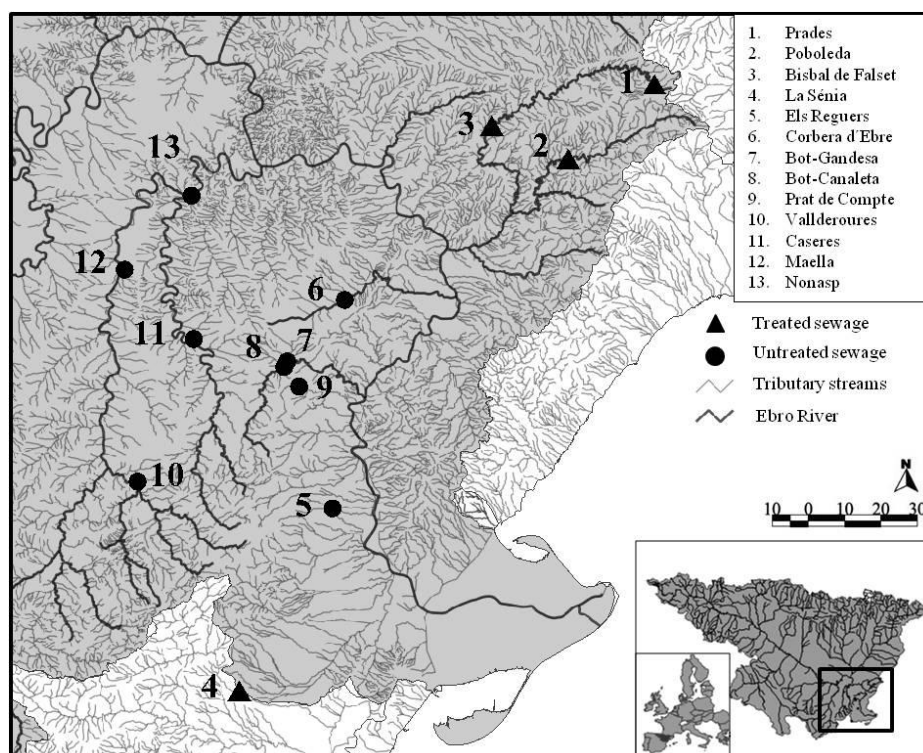 1. Prades
2. Poboleda
3. Bisbal de Falset
4. La Sénia
5. Els Reguers
6. Corbera d´Ebre
7. Bot-Gandesa
8. Bot-Canaleta
9. Prat de Compte
10. Vallderoures
11. Caseres
12. Maella
13. Nonasp
Treated sewage
Untreated sewage
Tributary streams
Ebro River
N
10 0 10 20 30
1
3
2
13
12
6
11
7
8
9
10
5
4